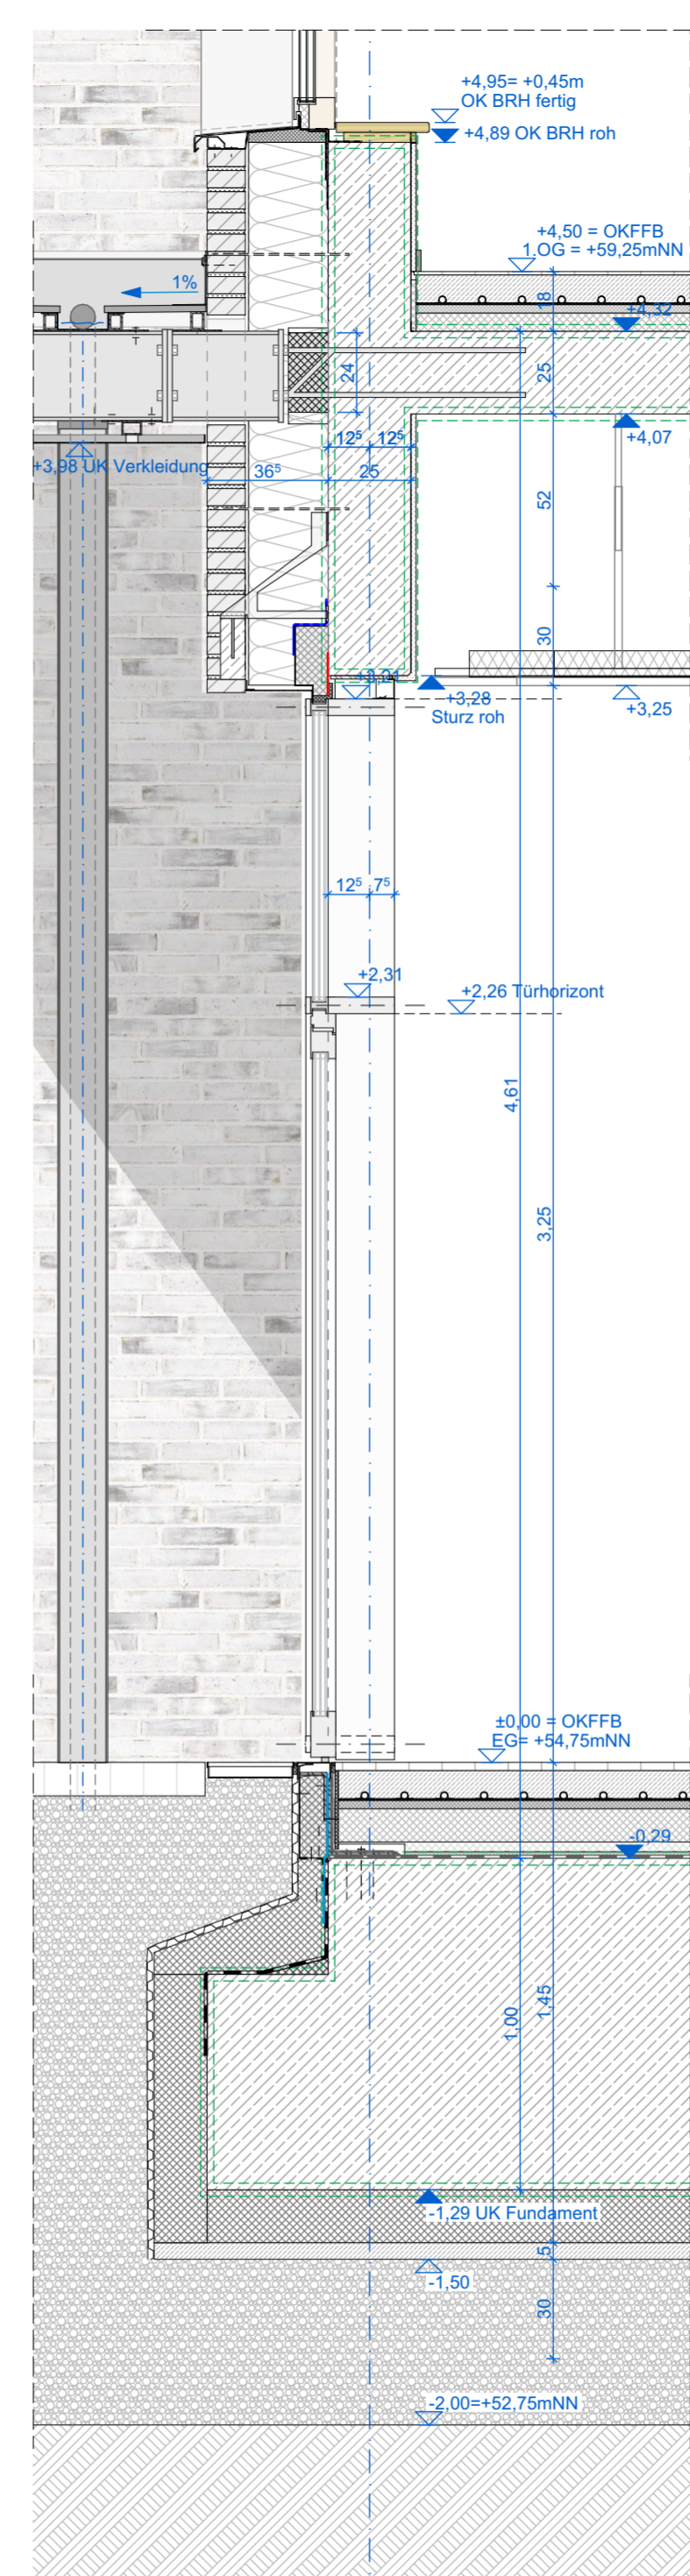 +4,95= +0,45m
OK BRH fertig
+4,89 OK BRH roh
+4,50 = OKFFB
1.OG = +59,25mNN
1%
18
+4,32
24
25
12⁵ 12⁵
+4,07
+3,98 UK Verkleidung
36⁵
25
52
30
+3,21
+3,28
Sturz roh
+3,25
12⁵ 7⁵
+2,31
+2,26 Türhorizont
4,61
3,25
±0,00 = OKFFB
EG= +54,75mNN
-0,29
1,00
1,45
-1,29 UK Fundament
5
-1,50
30
-2,00=+52,75mNN